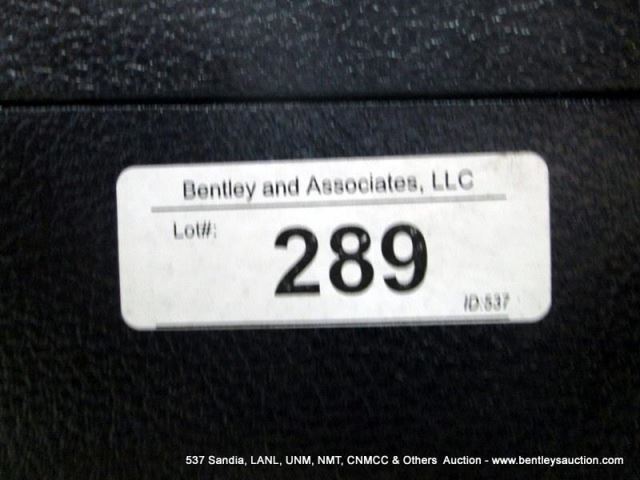 Bentley and Associates, LLC
Lot#:
289
ID:537
537 Sandia, LANL, UNM, NMT, CNMCC & Others Auction - www.bentleysauction.com